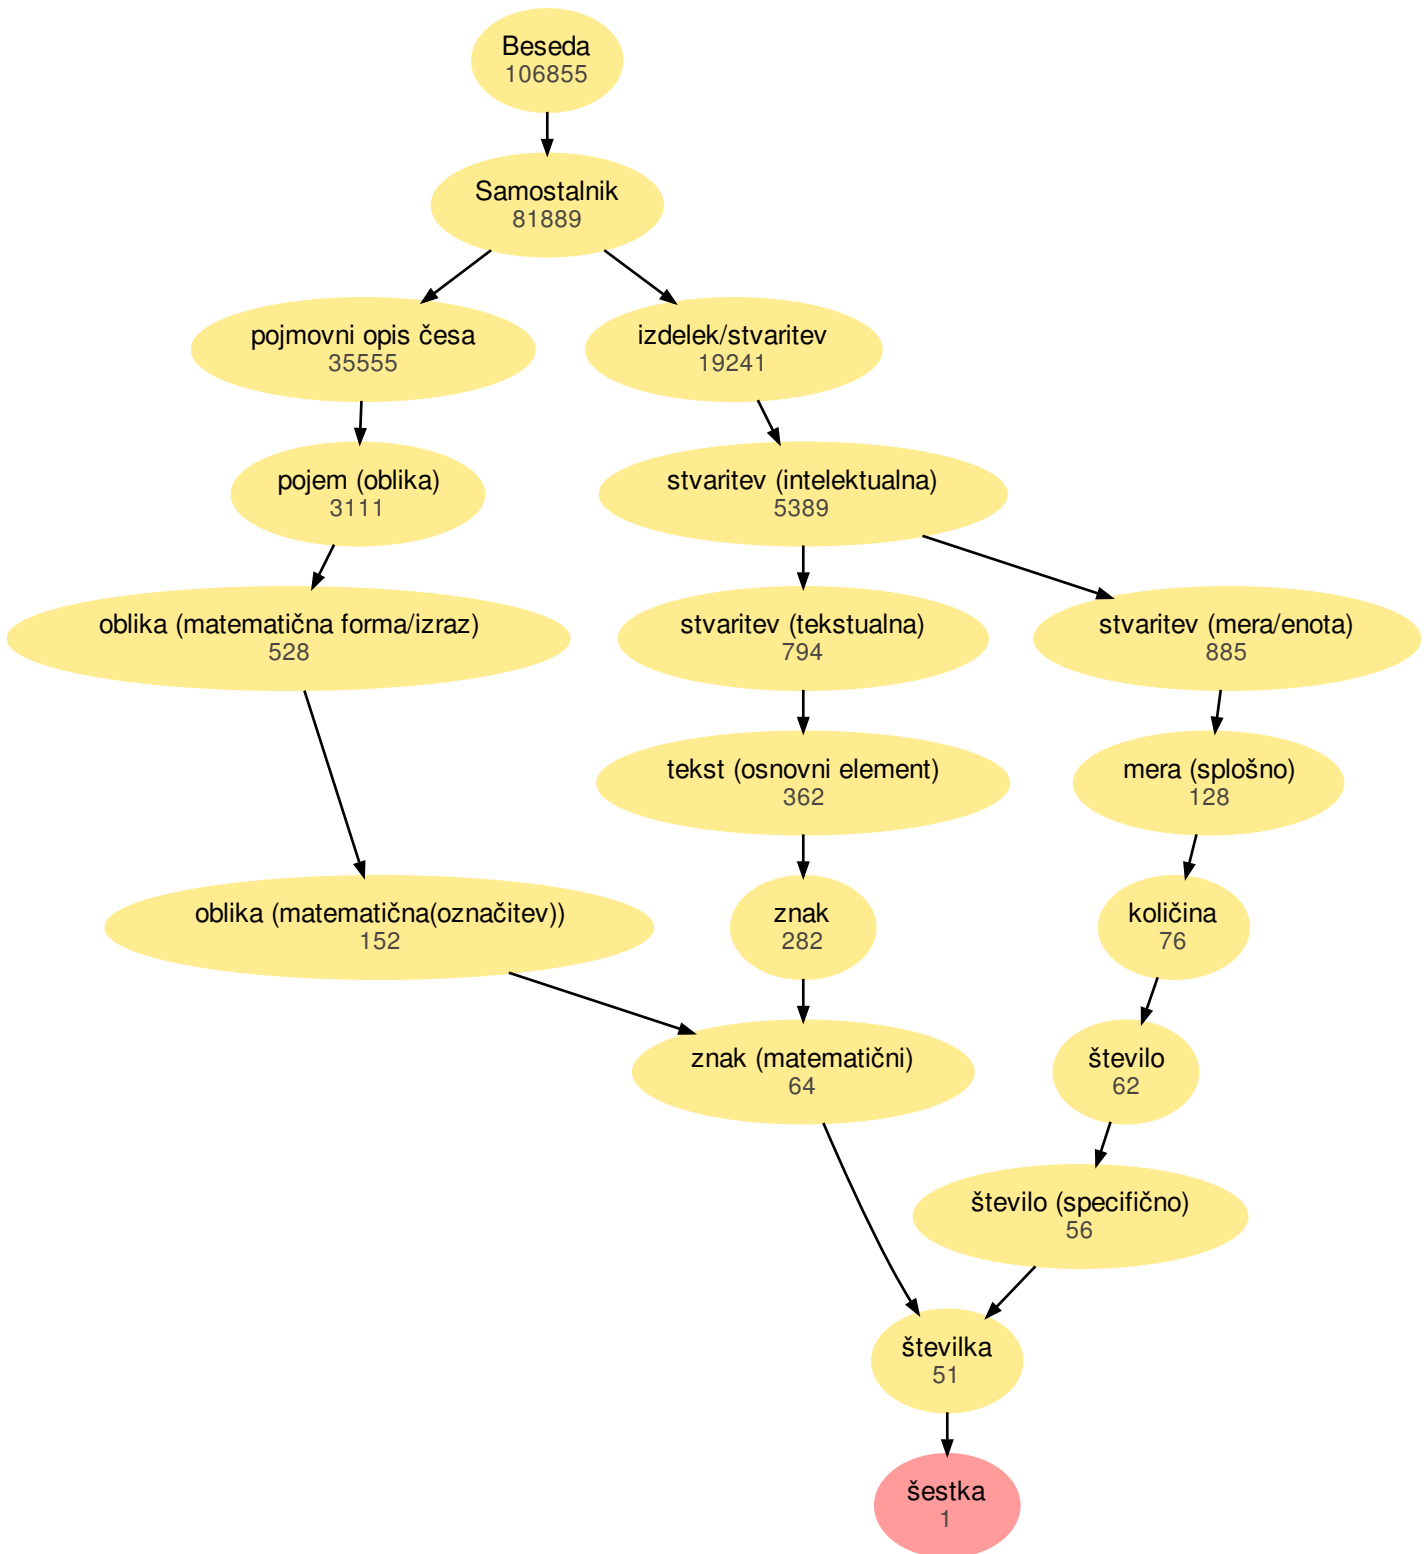 Beseda
106855
Samostalnik
81889
pojmovni opis česa
35555
izdelek/stvaritev
19241
pojem (oblika)
3111
stvaritev (intelektualna)
5389
oblika (matematična forma/izraz)
528
stvaritev (tekstualna)
794
stvaritev (mera/enota)
885
tekst (osnovni element)
362
mera (splošno)
128
oblika (matematična(označitev))
152
znak
282
količina
76
znak (matematični)
64
število
62
število (specifično)
56
številka
51
šestka
1